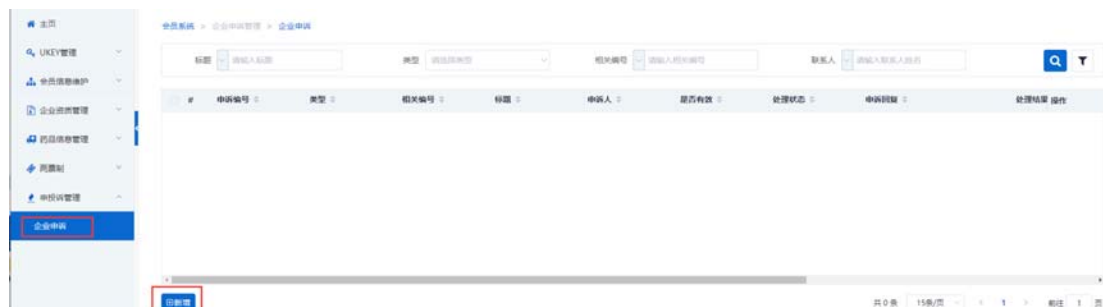 主页
UKEY管理
会员信息维护
企业资质管理
药品信息管理
两票制
申投诉管理
企业申诉
会员系统 > 企业申诉管理 > 企业申诉
标题 请输入标题 类型 请选择类型 相关编号 请输入相关编号 联系人 请输入联系人姓名
# 申诉编号 类型 相关编号 标题 申诉人 是否有效 处理状态 申诉回复 处理结果 操作
新增
共 0 条 15条/页 1 前往 1 页